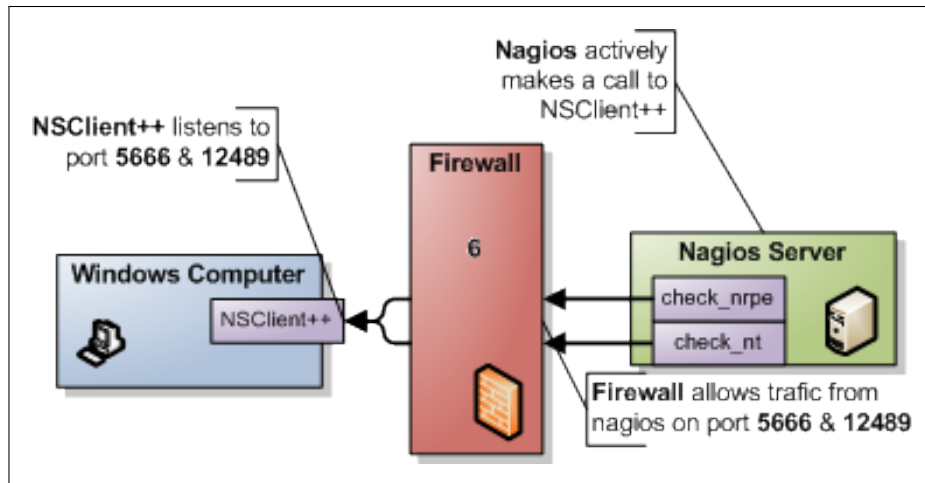 Nagios actively
makes a call to
NSClient++
NSClient++ listens to
port 5666 & 12489
Firewall
6
Windows Computer
NSClient++
Nagios Server
check_nrpe
check_nt
Firewall allows trafic from
nagios on port 5666 & 12489